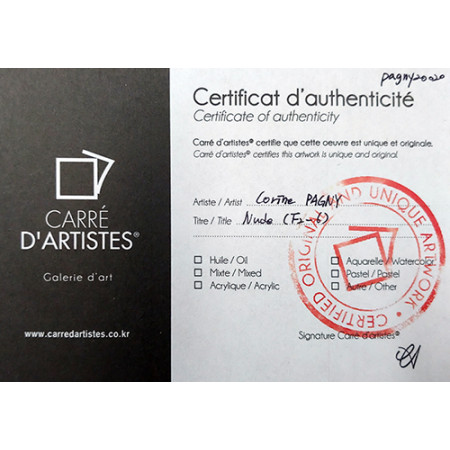 CARRÉ
D'ARTISTES®
Galerie d'art
www.carredartistes.co.kr
pagny20020
Certificat d'authenticité
Certificate of authenticity
Carré d'artistes® certifie que cette oeuvre est unique et originale.
Carré d'artistes® certifies this artwork is unique and original.
Artiste / Artist Corine PAGNY
Titre / Title Nude
Huile / Oil
Mixte / Mixed
Acrylique / Acrylic
Aquarelle / Watercolor
Pastel / Pastel
Autre / Other
CERTIFIED ORIGINAL AND UNIQUE ARTWORK
Signature Carré d'artistes®